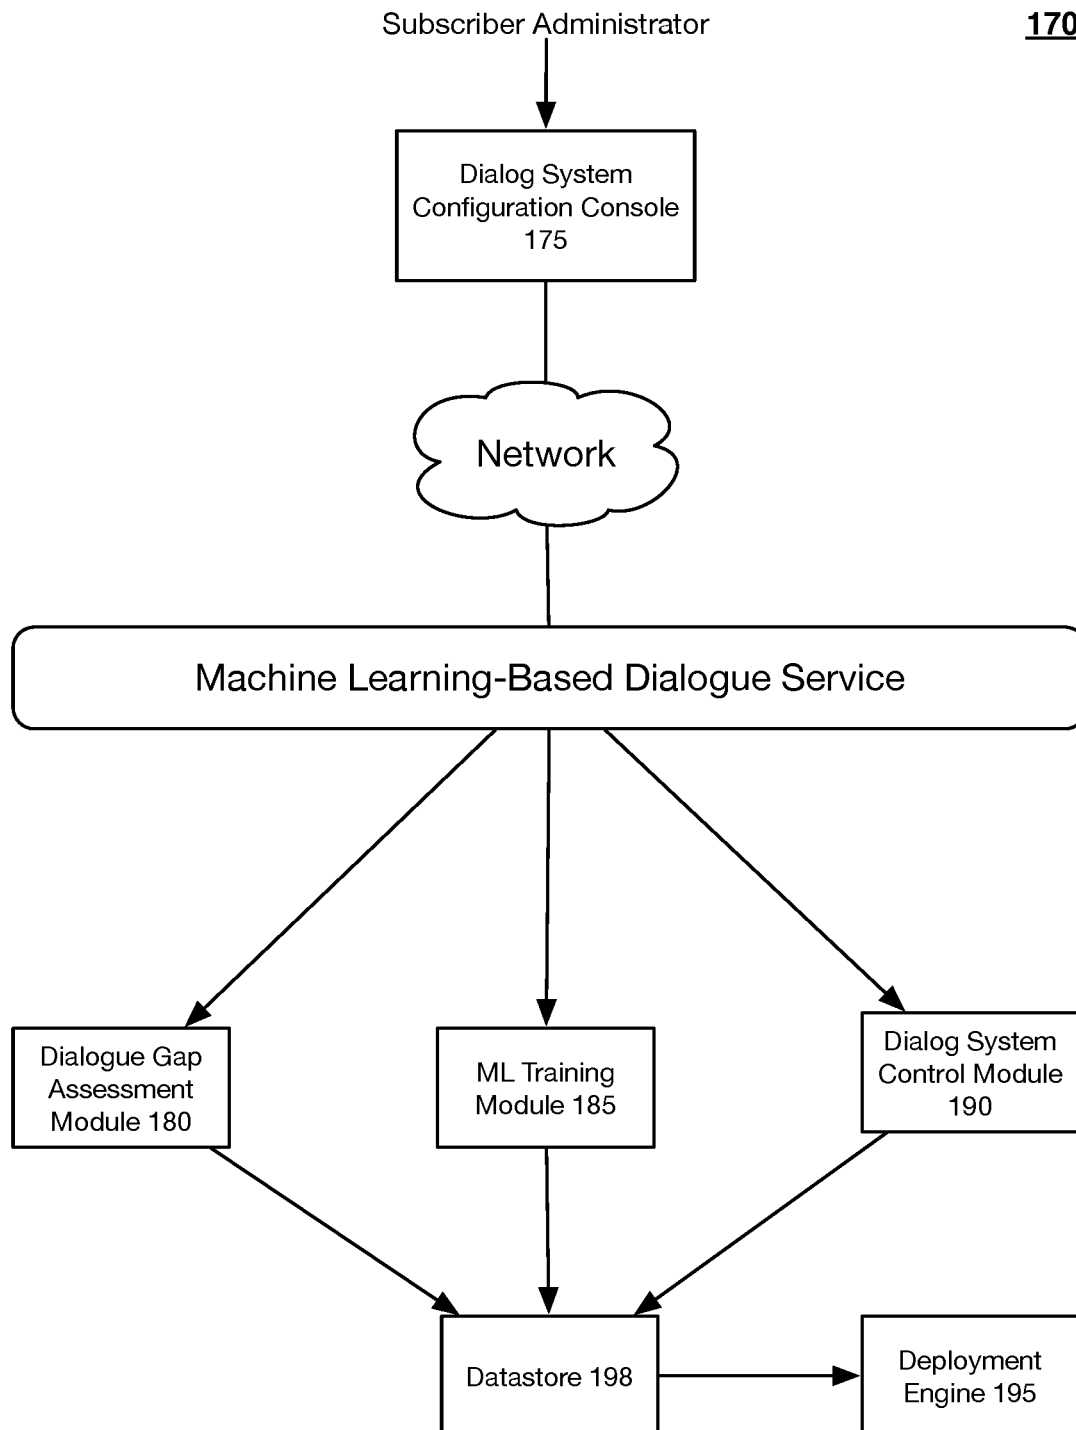 Subscriber Administrator
170
Dialog System
Configuration Console
175
Network
Machine Learning-Based Dialogue Service
Dialogue Gap
Assessment
Module 180
ML Training
Module 185
Dialog System
Control Module
190
Datastore 198
Deployment
Engine 195